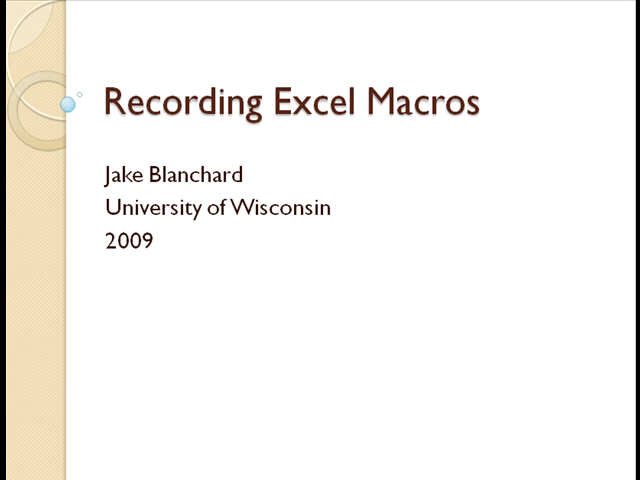 Recording Excel Macros
Jake Blanchard
University of Wisconsin
2009